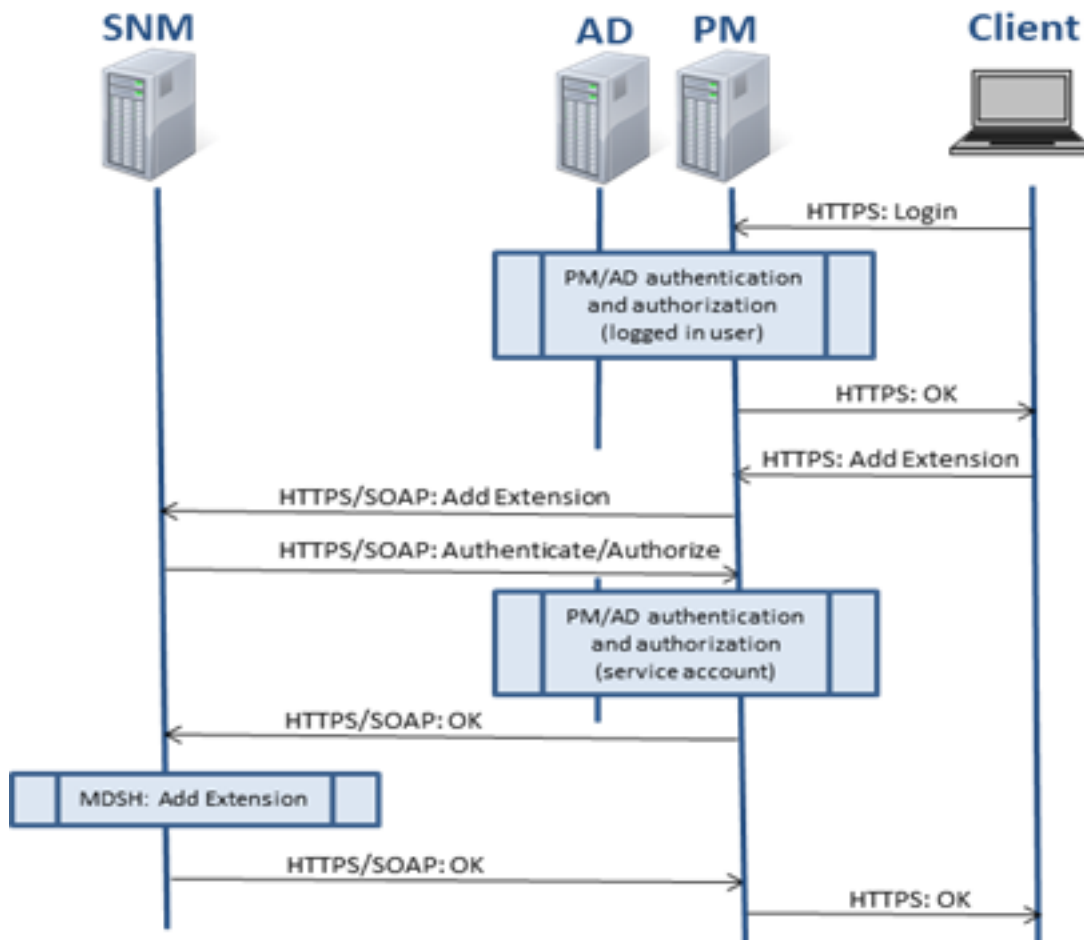 SNM
AD
PM
Client
HTTPS: Login
PM/AD authentication
and authorization
(logged in user)
HTTPS: OK
HTTPS: Add Extension
HTTPS/SOAP: Add Extension
HTTPS/SOAP: Authenticate/Authorize
PM/AD authentication
and authorization
(service account)
HTTPS/SOAP: OK
MDSH: Add Extension
HTTPS/SOAP: OK
HTTPS: OK